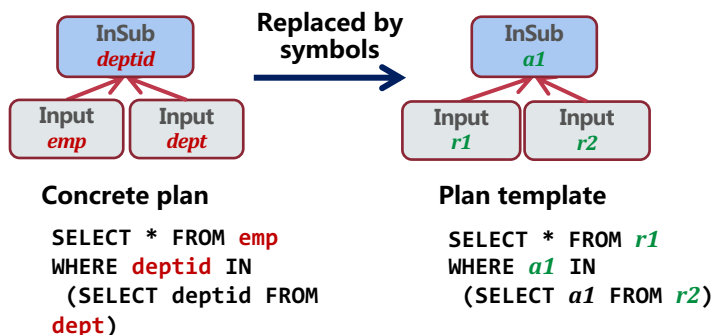 InSub
deptid
Replaced by
symbols
InSub
a1
Input
emp
Input
dept
Input
r1
Input
r2
Concrete plan
Plan template
SELECT * FROM emp
WHERE deptid IN
(SELECT deptid FROM
dept)
SELECT * FROM r1
WHERE a1 IN
(SELECT a1 FROM r2)